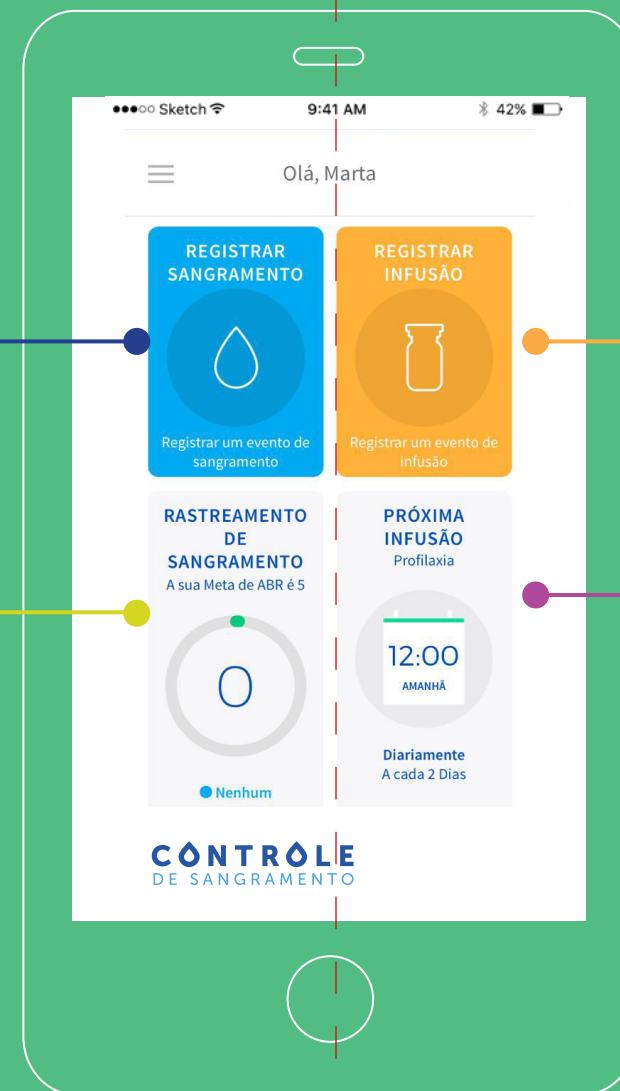 Sketch 9:41 AM 42%
Olá, Marta
REGISTRAR
SANGRAMENTO
Registrar um evento de
sangramento
REGISTRAR
INFUSÃO
Registrar um evento de
infusão
RASTREAMENTO
DE
SANGRAMENTO
A sua Meta de ABR é 5
0
Nenhum
PRÓXIMA
INFUSÃO
Profilaxia
12:00
AMANHÃ
Diariamente
A cada 2 Dias
CONTROLE
DE SANGRAMENTO